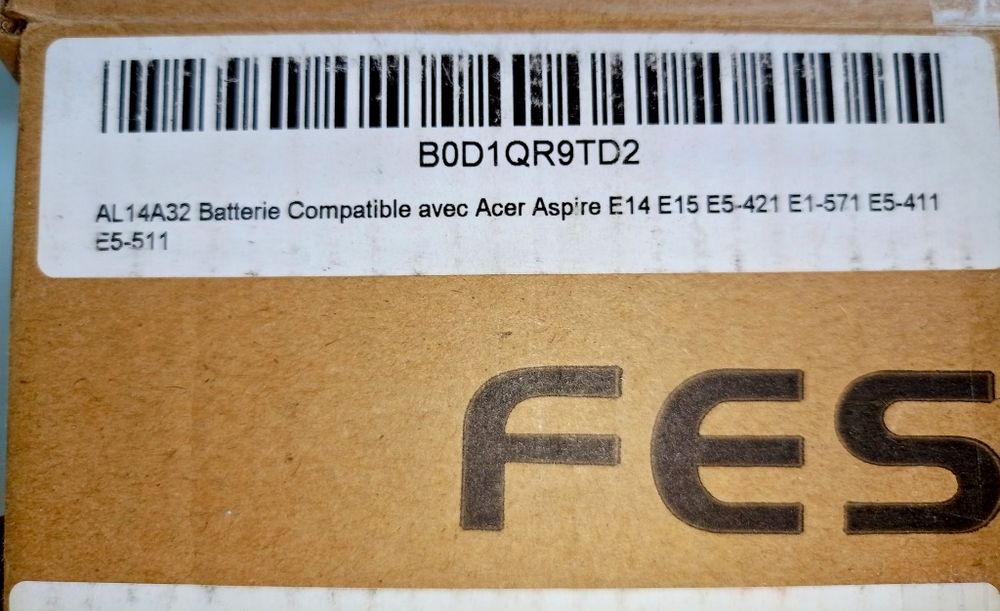 B0D1QR9TD2
AL14A32 Batterie Compatible avec Acer Aspire E14 E15 E5-421 E1-571 E5-411
E5-511
FES